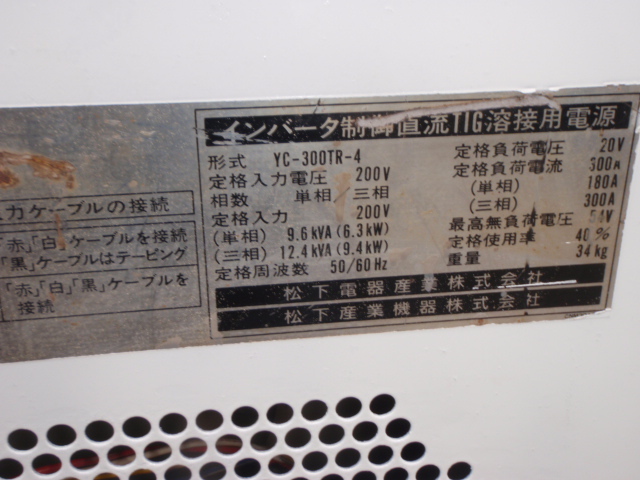 インバータ制御直流TIG溶接用電源
形式 YC-300TR-4
定格入力電圧 200V
相数 単相/三相
定格入力 200V
(単相) 9.6kVA(6.3kW)
(三相) 12.4kVA(9.4kW)
定格周波数 50/60Hz
定格負荷電圧 20V
定格負荷電流 300A
(単相) 180A
(三相) 300A
最高無負荷電圧
定格使用率 40%
重量 34kg
松下電器産業株式会社
松下産業機器株式会社
力ケーブルの接続
「赤」「白」ケーブルを接続
「黒」ケーブルはテーピング
「赤」「白」「黒」ケーブルを
接続